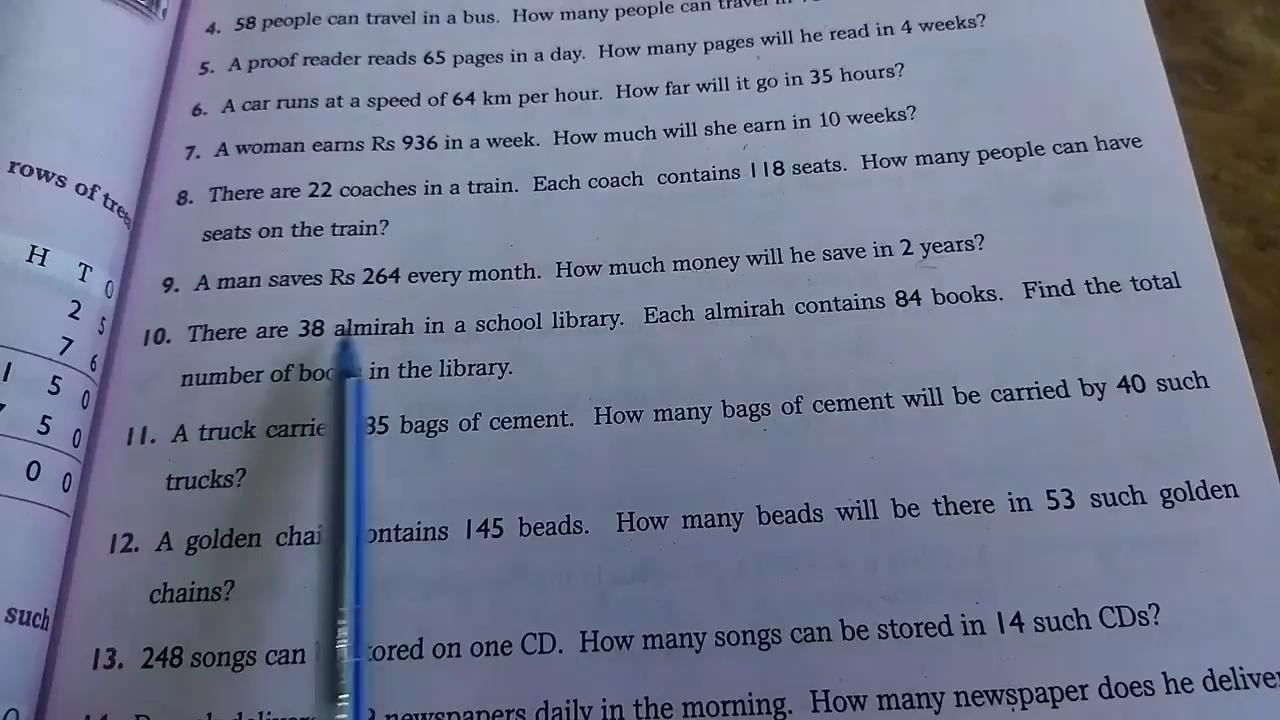 4. 58 people can travel in a bus. How many people can travel in
5. A proof reader reads 65 pages in a day. How many pages will he read in 4 weeks?
6. A car runs at a speed of 64 km per hour. How far will it go in 35 hours?
7. A woman earns Rs 936 in a week. How much will she earn in 10 weeks?
8. There are 22 coaches in a train. Each coach contains 118 seats. How many people can have
seats on the train?
9. A man saves Rs 264 every month. How much money will he save in 2 years?
10. There are 38 almirah in a school library. Each almirah contains 84 books. Find the total
number of in the library.
11. A truck 35 bags of cement. How many bags of cement will be carried by 40 such
trucks?
12. A golden 145 beads. How many beads will be there in 53 such golden
chains?
13. 248 songs can on one CD. How many songs can be stored in 14 such CDs?
newspapers daily in the morning. How many newspaper does he
rows of
H T O
2 5
7 6
1 5 0
5 0
0 0
such